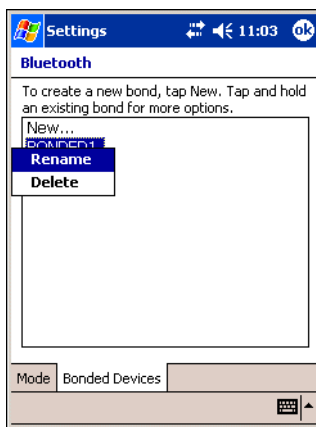 Settings 11:03 ok
Bluetooth
To create a new bond, tap New. Tap and hold
an existing bond for more options.
New...
BONDED1
Rename
Delete
Mode Bonded Devices